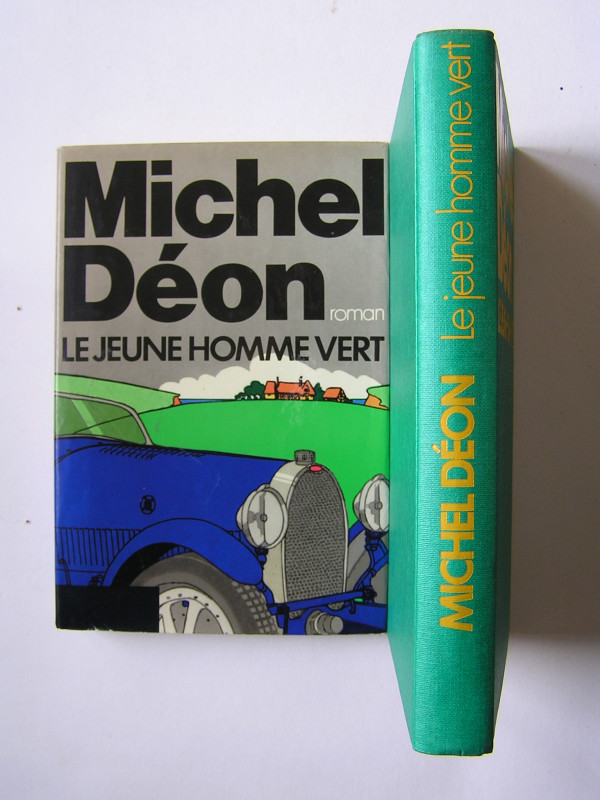 Michel
Déon
roman
LE JEUNE HOMME VERT
MICHEL DÉON Le jeune homme vert